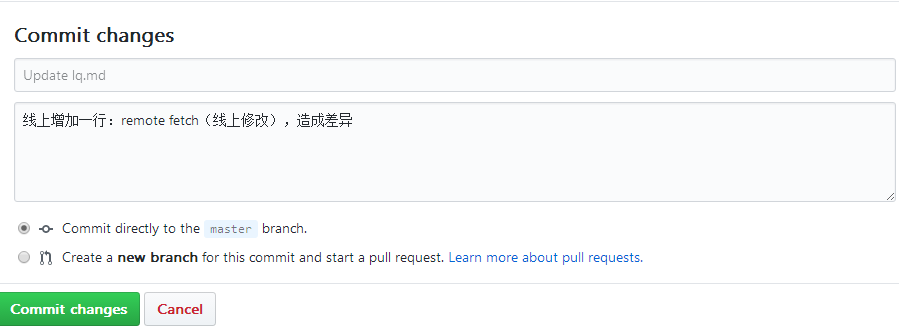 Commit changes
Update lq.md
线上增加一行：remote fetch（线上修改），造成差异
Commit directly to the master branch.
Create a new branch for this commit and start a pull request. Learn more about pull requests.
Commit changes Cancel